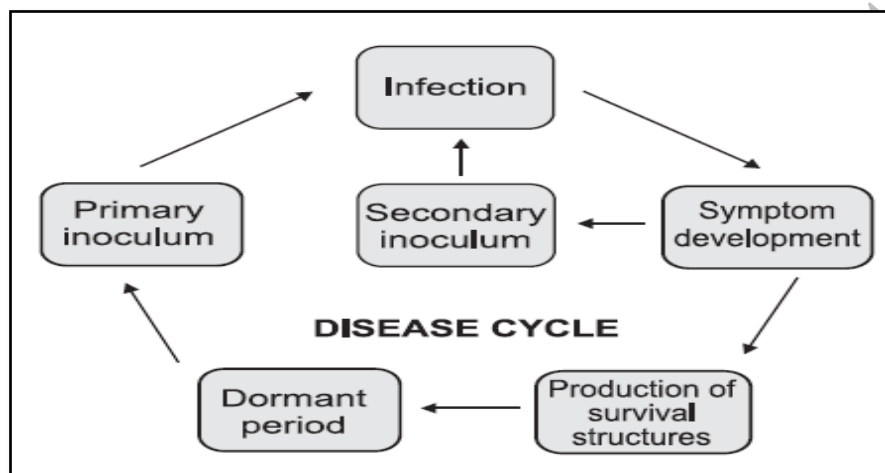 Infection
Primary
inoculum
Secondary
inoculum
Symptom
development
DISEASE CYCLE
Dormant
period
Production of
survival
structures